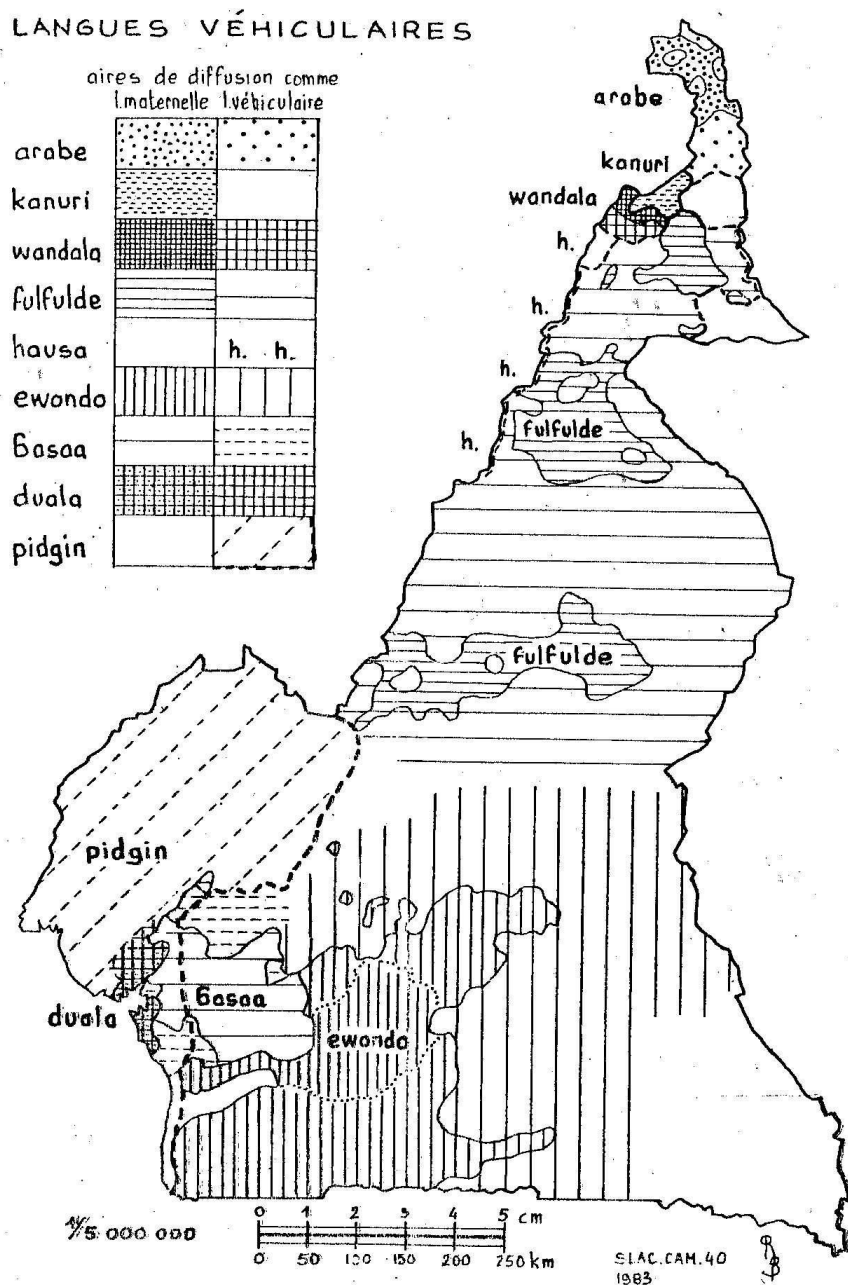 LANGUES VÉHICULAIRES
aires de diffusion comme
l.maternelle l.véhiculaire
arabe
kanuri
wandala
fulfulde
hausa h. h.
ewondo
ɓasaa
duala
pidgin
arabe
kanuri
wandala
h.
h.
h.
fulfulde
h.
fulfulde
pidgin
ɓasaa
duala
ewondo
1/5 000 000
0 1 2 3 4 5 cm
0 50 100 150 200 250 km
SLAC.CAM.40
1983